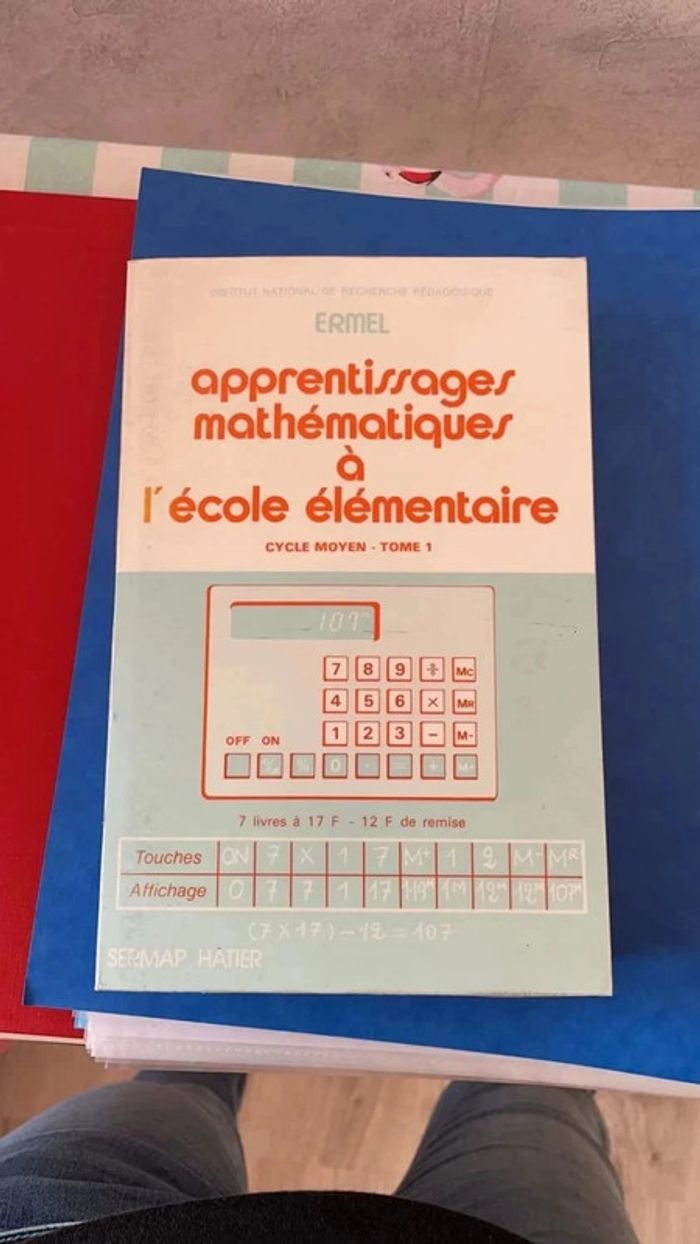 INSTITUT NATIONAL DE RECHERCHE PÉDAGOGIQUE
ERMEL
apprentissages
mathématiques
à
l'école élémentaire
CYCLE MOYEN - TOME 1
107M
7 8 9 ÷ MC
4 5 6 × MR
1 2 3 - M-
OFF ON
% 0 . = + M+
7 livres à 17 F - 12 F de remise
Touches ON 7 X 1 7 M+ 1 2 M- MR
Affichage 0 7 7 1 17 119M 1M 12M 12M 107M
(7 X 17) - 12 = 107
SERMAP HATIER